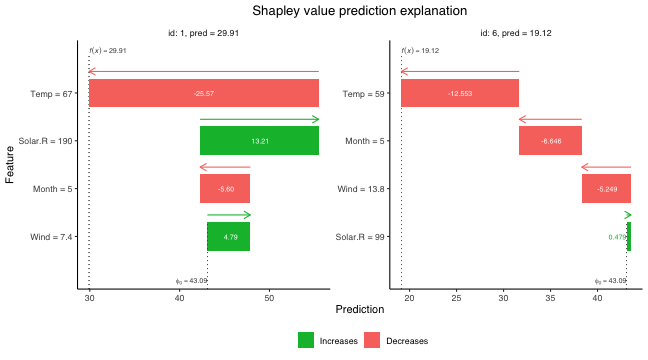 Shapley value prediction explanation
id: 1, pred = 29.91
id: 6, pred = 19.12
f(x) = 29.91
f(x) = 19.12
Temp = 67
-25.57
Solar.R = 190
13.21
Month = 5
-5.60
Wind = 7.4
4.79
ϕ₀ = 43.09
Temp = 59
-12.553
Month = 5
-6.646
Wind = 13.8
-5.249
Solar.R = 99
0.479
ϕ₀ = 43.09
Feature
30 40 50
20 25 30 35 40
Prediction
Increases Decreases